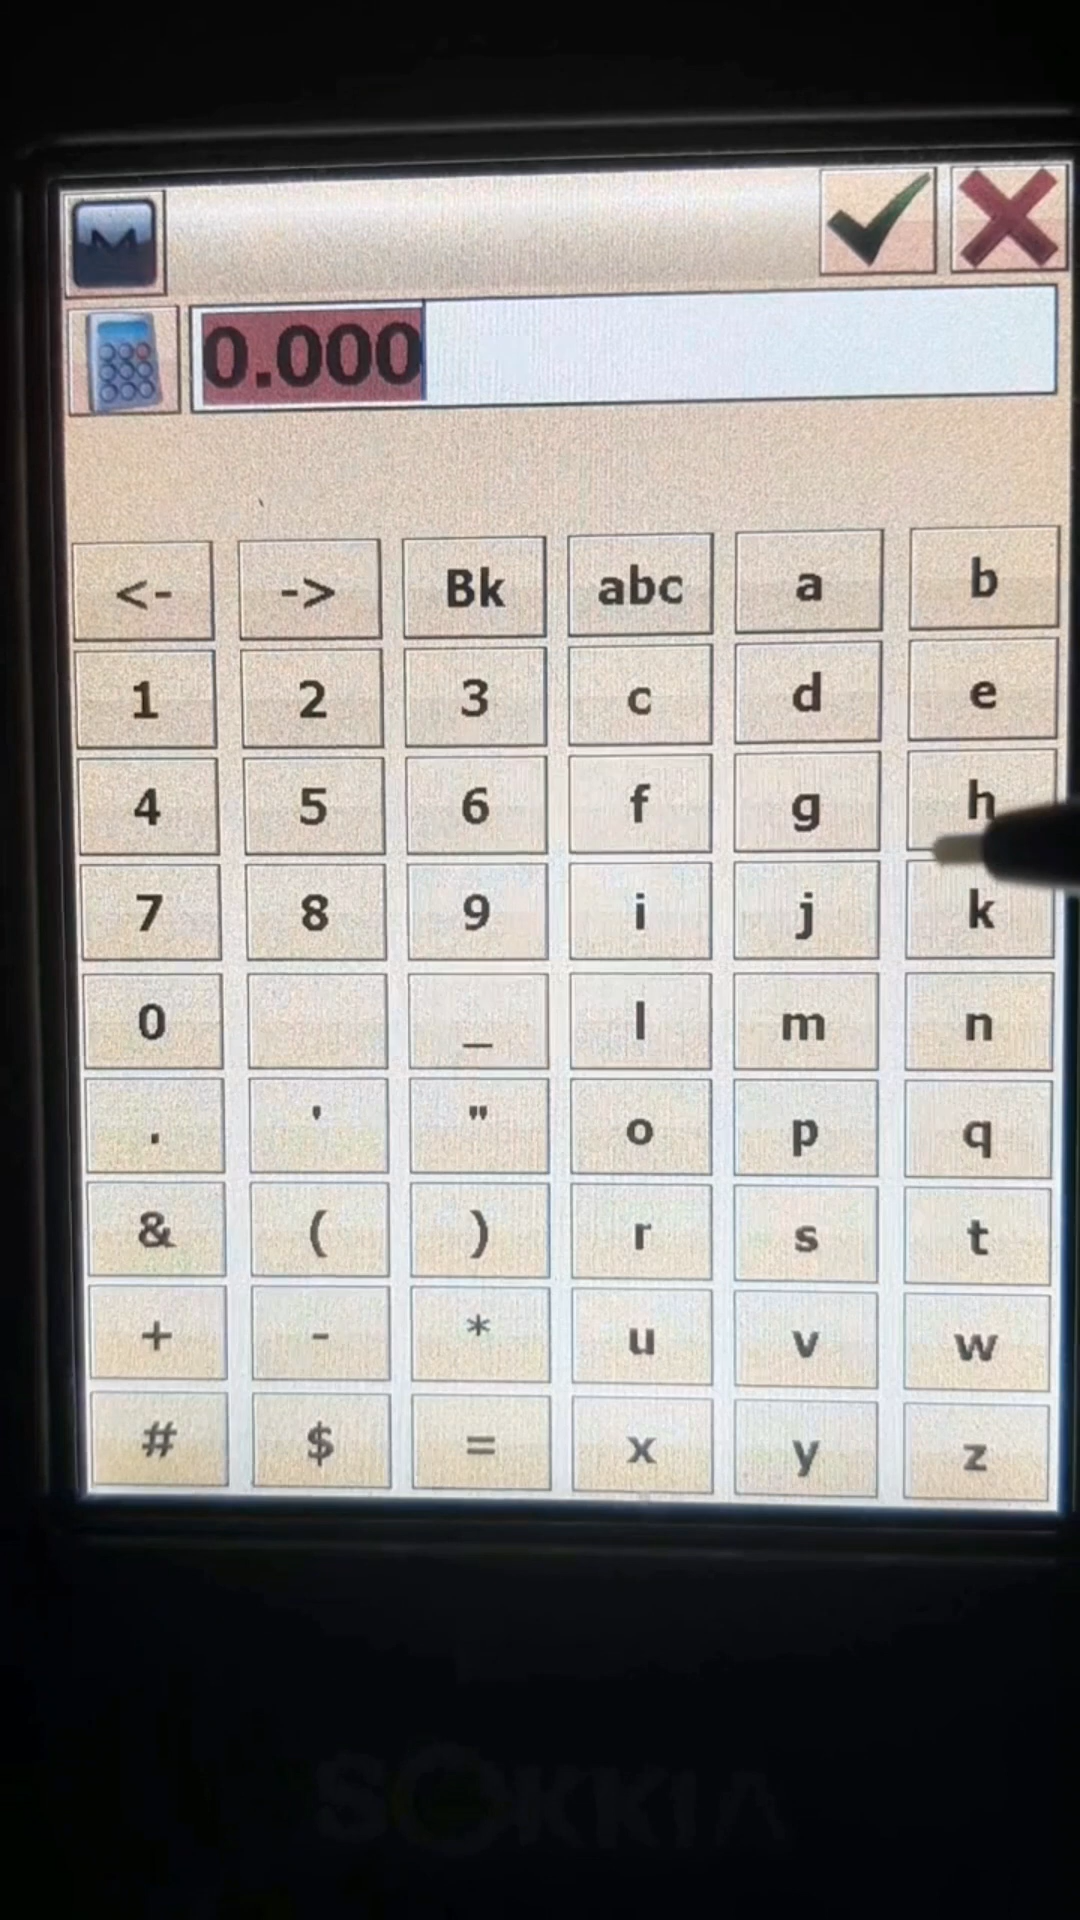 0.000
<- -> Bk abc a b
1 2 3 c d e
4 5 6 f g h
7 8 9 i j k
0 _ l m n
. ' " o p q
& ( ) r s t
+ - * u v w
# $ = x y z
SOKKIA